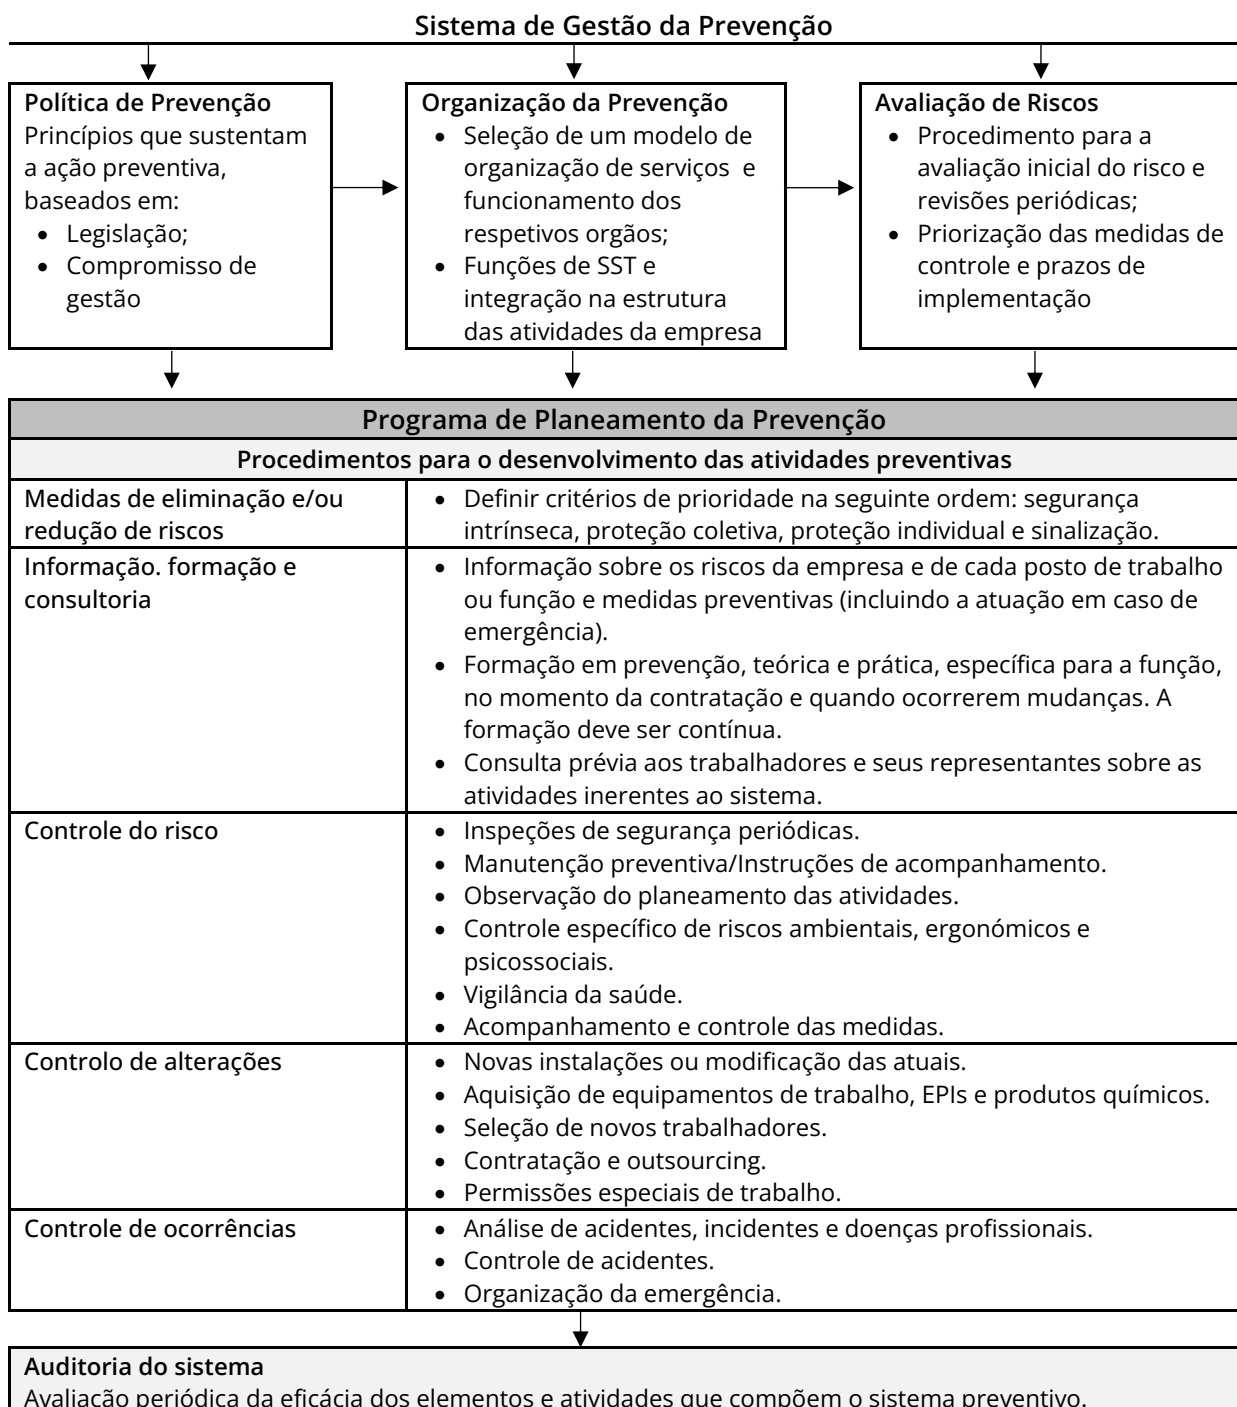 Sistema de Gestão da Prevenção
Política de Prevenção
Princípios que sustentam
a ação preventiva,
baseados em:
• Legislação;
• Compromisso de
gestão
Organização da Prevenção
• Seleção de um modelo de
organização de serviços e
funcionamento dos
respetivos orgãos;
• Funções de SST e
integração na estrutura
das atividades da empresa
Avaliação de Riscos
• Procedimento para a
avaliação inicial do risco e
revisões periódicas;
• Priorização das medidas de
controle e prazos de
implementação
Programa de Planeamento da Prevenção
Procedimentos para o desenvolvimento das atividades preventivas
Medidas de eliminação e/ou
redução de riscos
• Definir critérios de prioridade na seguinte ordem: segurança
intrínseca, proteção coletiva, proteção individual e sinalização.
Informação. formação e
consultoria
• Informação sobre os riscos da empresa e de cada posto de trabalho
ou função e medidas preventivas (incluindo a atuação em caso de
emergência).
• Formação em prevenção, teórica e prática, específica para a função,
no momento da contratação e quando ocorrerem mudanças. A
formação deve ser contínua.
• Consulta prévia aos trabalhadores e seus representantes sobre as
atividades inerentes ao sistema.
Controle do risco
• Inspeções de segurança periódicas.
• Manutenção preventiva/Instruções de acompanhamento.
• Observação do planeamento das atividades.
• Controle específico de riscos ambientais, ergonómicos e
psicossociais.
• Vigilância da saúde.
• Acompanhamento e controle das medidas.
Controlo de alterações
• Novas instalações ou modificação das atuais.
• Aquisição de equipamentos de trabalho, EPIs e produtos químicos.
• Seleção de novos trabalhadores.
• Contratação e outsourcing.
• Permissões especiais de trabalho.
Controle de ocorrências
• Análise de acidentes, incidentes e doenças profissionais.
• Controle de acidentes.
• Organização da emergência.
Auditoria do sistema
Avaliação periódica da eficácia dos elementos e atividades que compõem o sistema preventivo.